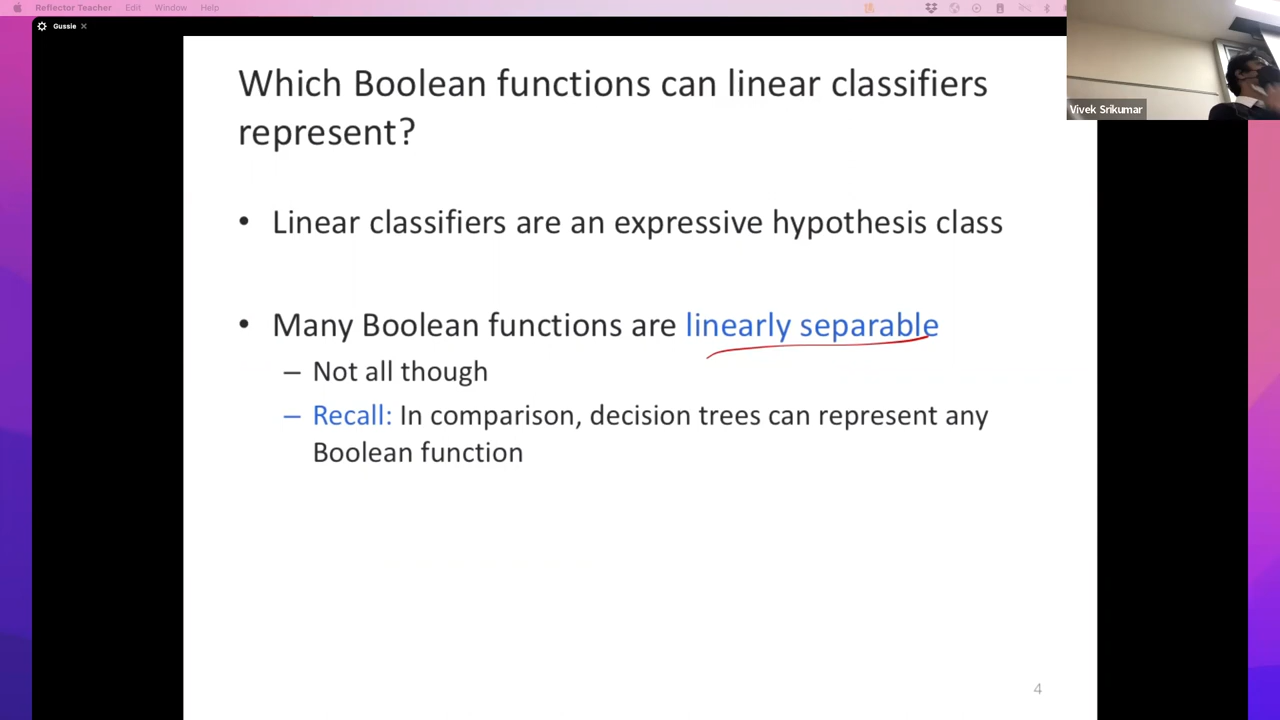 Reflector Teacher Edit Window Help
Gussie
Vivek Srikumar
Which Boolean functions can linear classifiers
represent?
• Linear classifiers are an expressive hypothesis class
• Many Boolean functions are linearly separable
– Not all though
– Recall: In comparison, decision trees can represent any
Boolean function
4